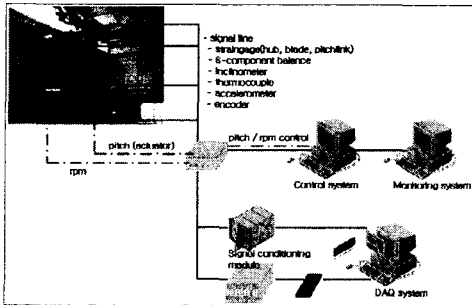 - signal line
- straingage(hub, blade, pitchlink)
- 6-component balance
- inclinometer
- thermocouple
- accelerometer
- encoder
pitch (actuator)
pitch / rpm control
rpm
Control system
Monitoring system
Signal conditioning
module
DAQ system